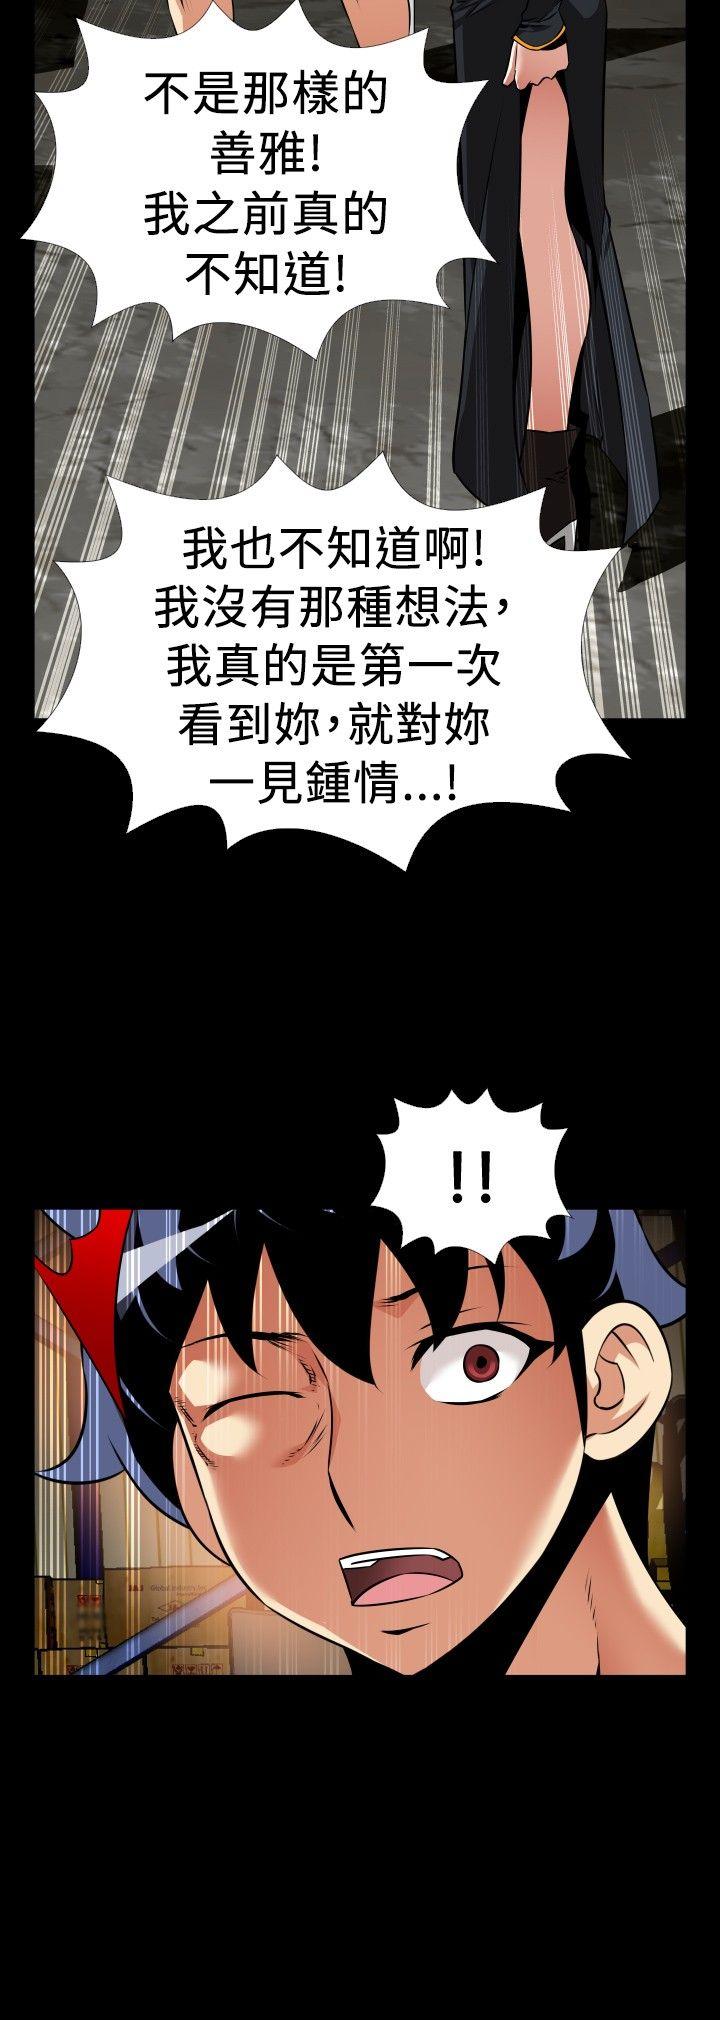 不是那樣的
善雅!
我之前真的
不知道!
我也不知道啊!
我沒有那種想法,
我真的是第一次
看到妳,就對妳
一見鍾情...!
!!
Global Industry